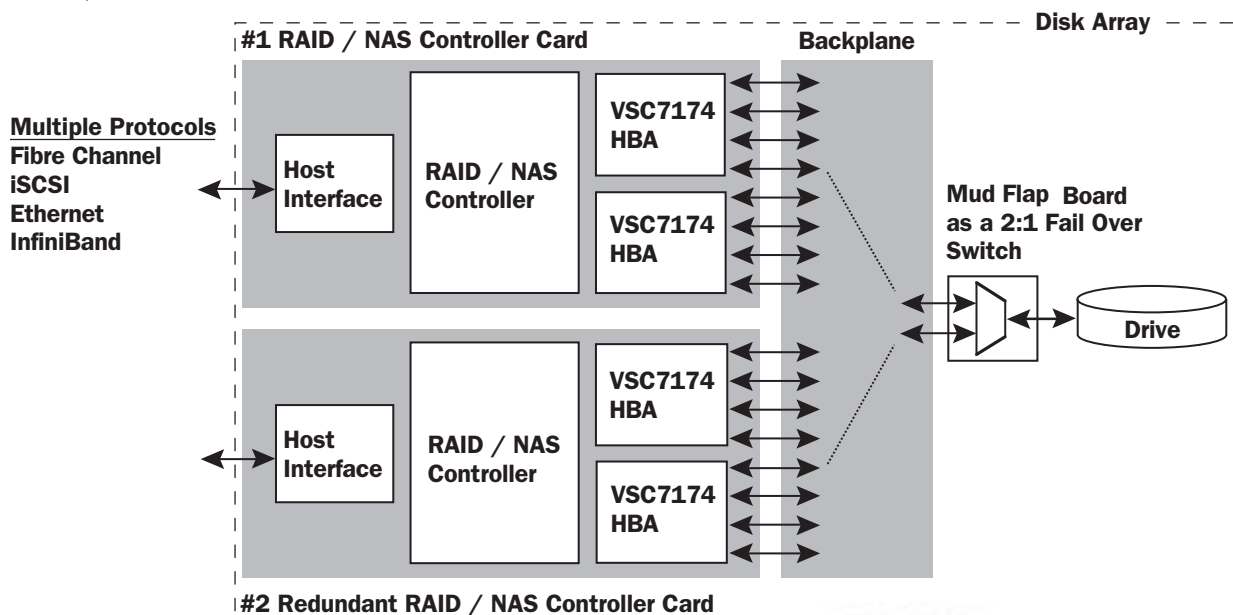 Disk Array
#1 RAID / NAS Controller Card
Backplane
Multiple Protocols
Fibre Channel
iSCSI
Ethernet
InfiniBand
Host
Interface
RAID / NAS
Controller
VSC7174
HBA
VSC7174
HBA
Mud Flap Board
as a 2:1 Fail Over
Switch
Drive
Host
Interface
RAID / NAS
Controller
VSC7174
HBA
VSC7174
HBA
#2 Redundant RAID / NAS Controller Card